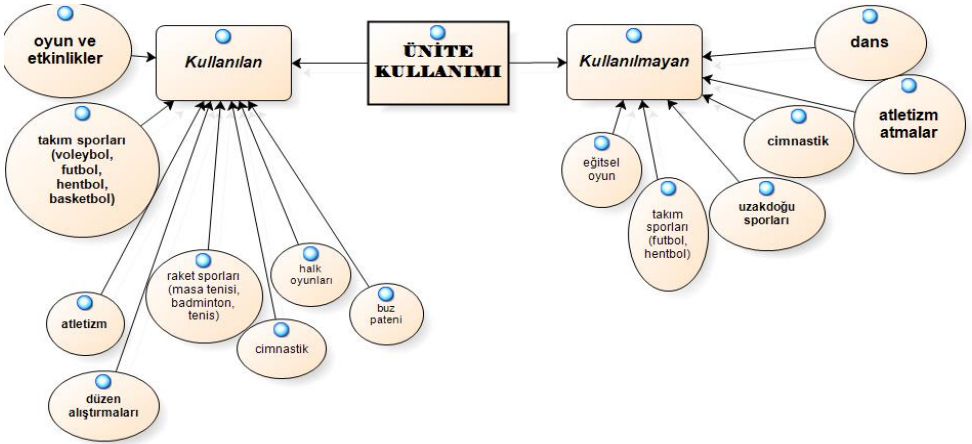 oyun ve
etkinlikler
Kullanılan
ÜNİTE
KULLANIMI
Kullanılmayan
dans
takım sporları
(voleybol,
futbol,
hentbol,
basketbol)
atletizm
atmalar
cimnastik
eğitsel
oyun
uzakdoğu
sporları
takım
sporları
(futbol,
hentbol)
raket sporları
(masa tenisi,
badminton,
tenis)
halk
oyunları
buz
pateni
atletizm
cimnastik
düzen
alıştırmaları